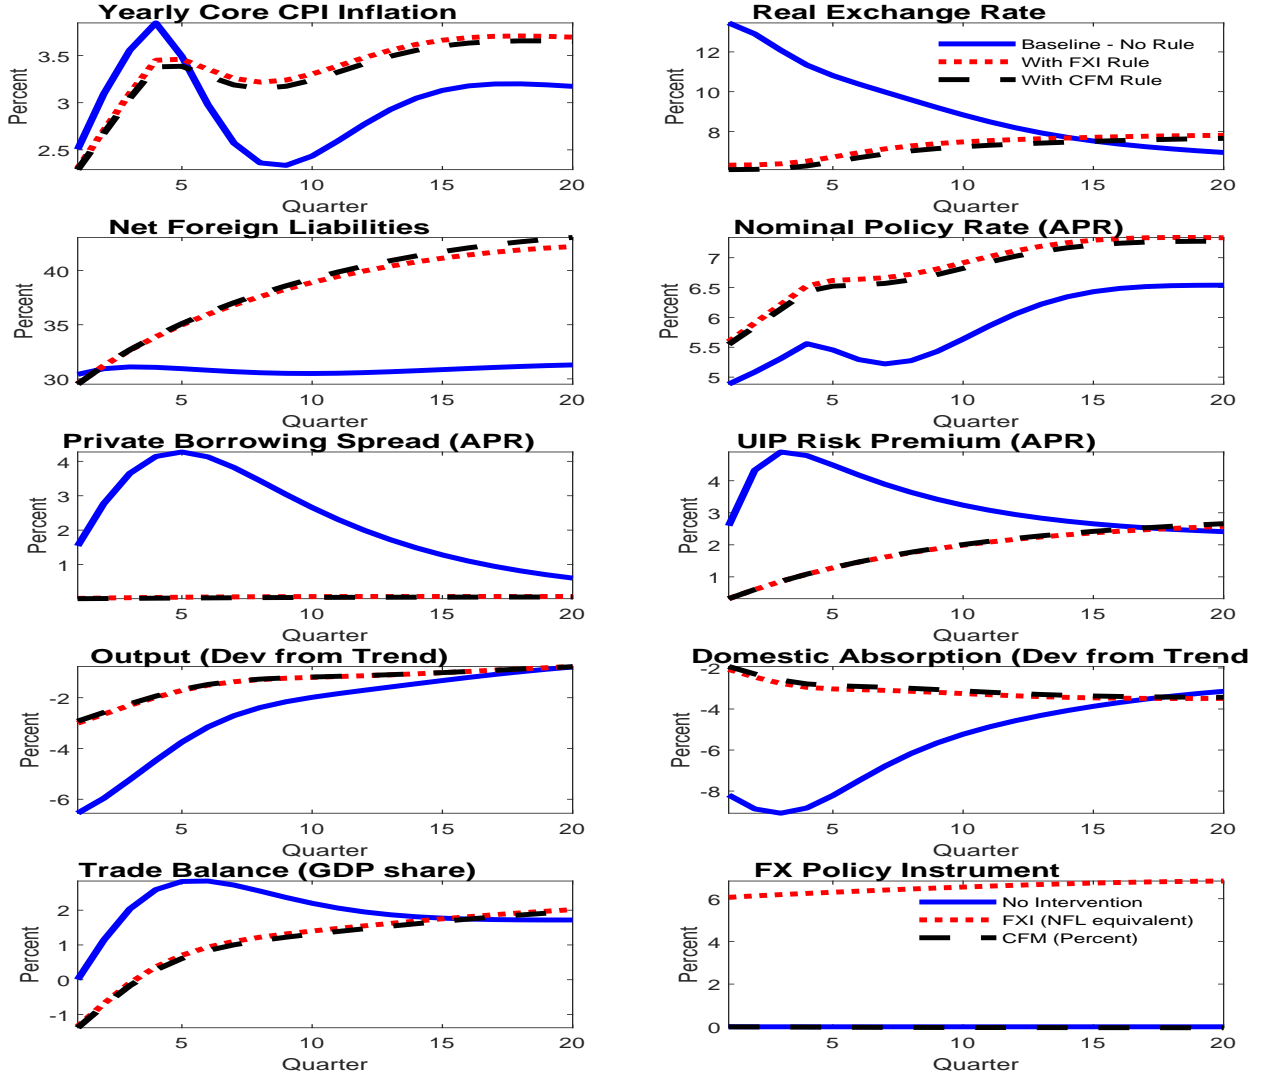 Yearly Core CPI Inflation
Percent
3.5
3
2.5
5
10
15
20
Quarter
Real Exchange Rate
Percent
12
10
8
Baseline - No Rule
With FXI Rule
With CFM Rule
5
10
15
20
Quarter
Net Foreign Liabilities
Percent
40
35
30
5
10
15
20
Quarter
Nominal Policy Rate (APR)
Percent
7
6.5
6
5.5
5
5
10
15
20
Quarter
Private Borrowing Spread (APR)
Percent
4
3
2
1
5
10
15
20
Quarter
UIP Risk Premium (APR)
Percent
4
3
2
1
5
10
15
20
Quarter
Output (Dev from Trend)
Percent
-2
-4
-6
5
10
15
20
Quarter
Domestic Absorption (Dev from Trend
Percent
-2
-4
-6
-8
5
10
15
20
Quarter
Trade Balance (GDP share)
Percent
2
1
0
-1
5
10
15
20
Quarter
FX Policy Instrument
Percent
6
4
2
0
No Intervention
FXI (NFL equivalent)
CFM (Percent)
5
10
15
20
Quarter